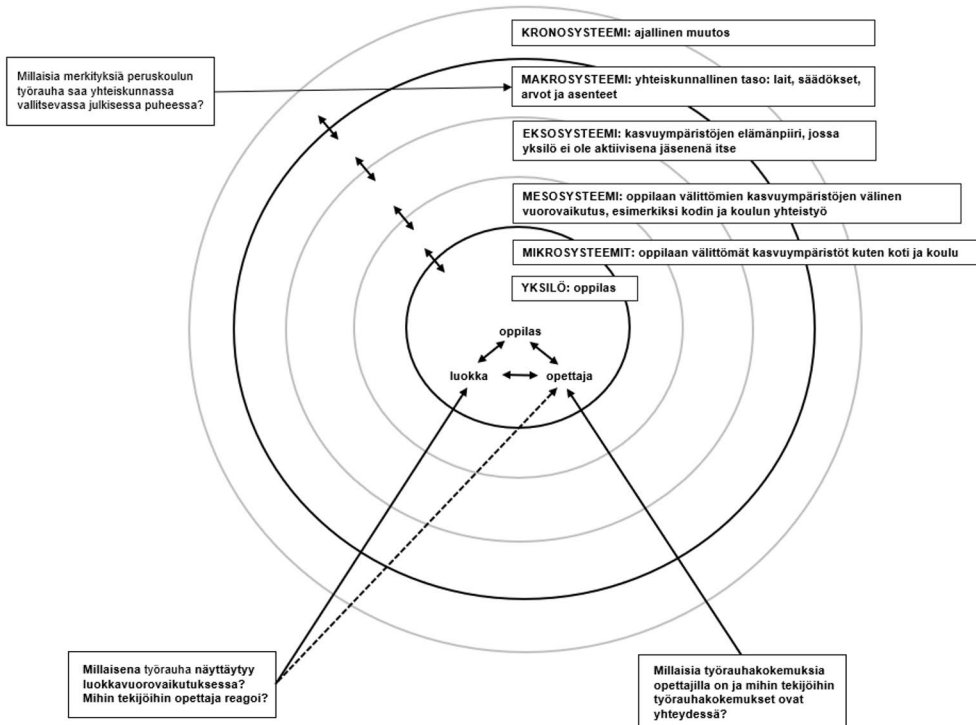 KRONOSYSTEEMI: ajallinen muutos
Millaisia merkityksiä peruskoulun
työrauha saa yhteiskunnassa
vallitsevassa julkisessa puheessa?
MAKROSYSTEEMI: yhteiskunnallinen taso: lait, säädökset,
arvot ja asenteet
EKSOSYSTEEMI: kasvuympäristöjen elämänpiiri, jossa
yksilö ei ole aktiivisena jäsenenä itse
MESOSYSTEEMI: oppilaan välittömien kasvuympäristöjen välinen
vuorovaikutus, esimerkiksi kodin ja koulun yhteistyö
MIKROSYSTEEMIT: oppilaan välittömät kasvuympäristöt kuten koti ja koulu
YKSILÖ: oppilas
oppilas
luokka
opettaja
Millaisena työrauha näyttäytyy
luokkavuorovaikutuksessa?
Mihin tekijöihin opettaja reagoi?
Millaisia työrauhakokemuksia
opettajilla on ja mihin tekijöihin
työrauhakokemukset ovat
yhteydessä?